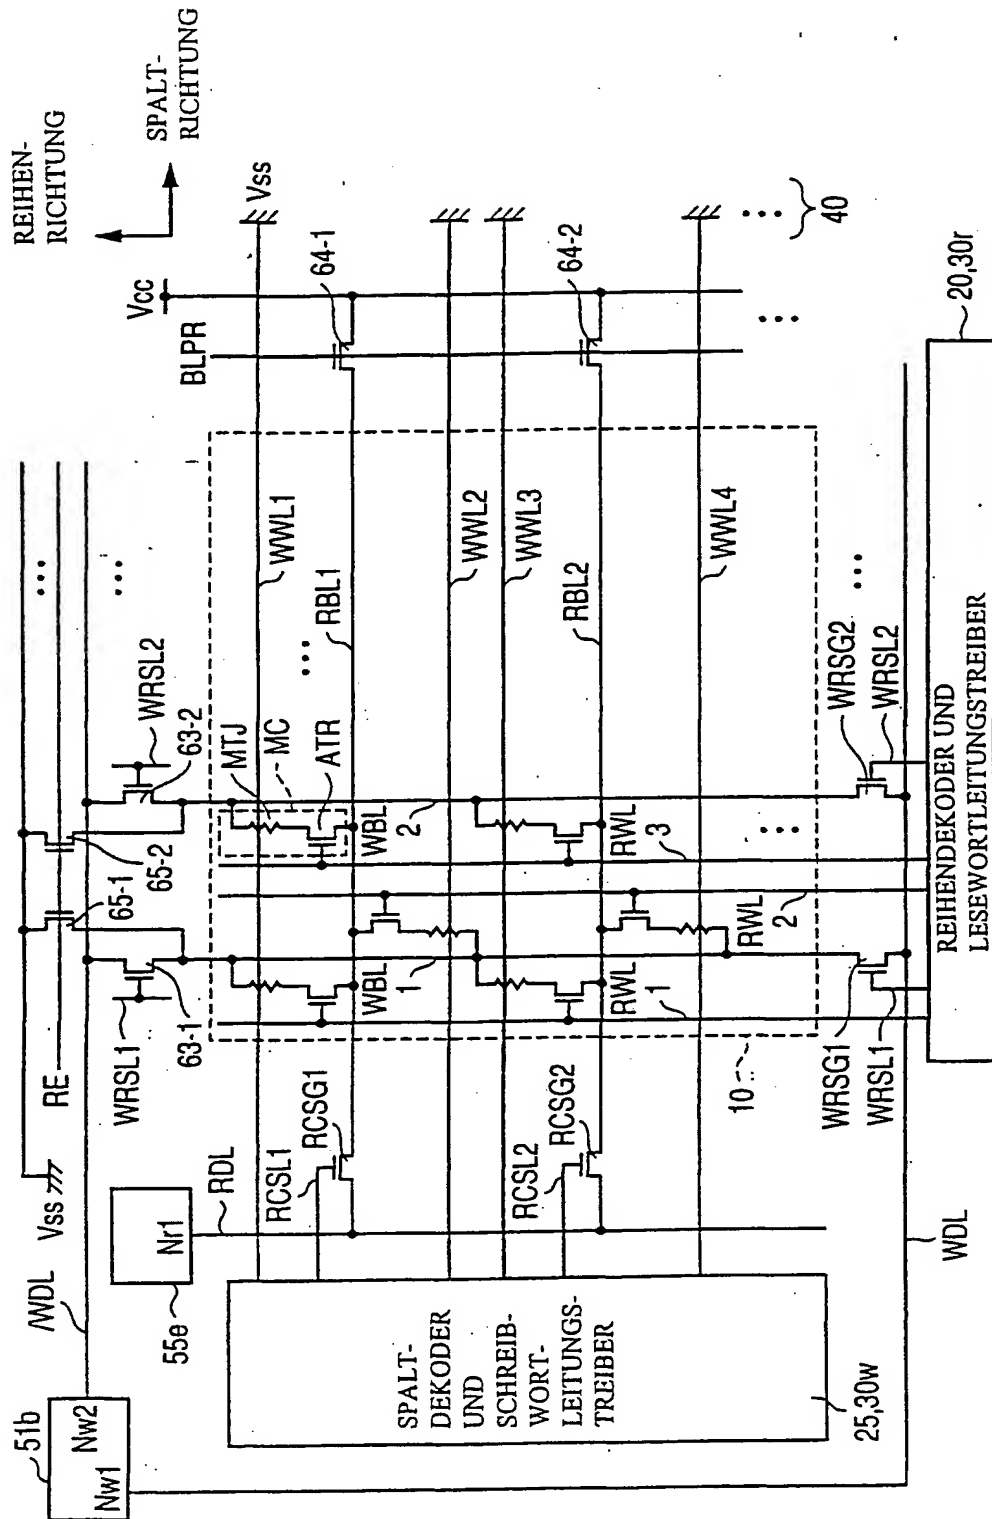 REIHEN-
RICHTUNG
SPALT-
RICHTUNG
Vcc
BLPR
Vss
64-1
64-2
40
20,30r
RE
Vss
/WDL
WRSL1
63-1
65-1
65-2
63-2
WRSL2
...
...
51b
Nw2
Nw1
Nr1
55e
RDL
RCSL1
RCSG1
RCSL2
RCSG2
MTJ
MC
ATR
WWL1
RBL1
...
WWL2
WWL3
RBL2
WWL4
WBL
1
WBL
2
RWL
1
RWL
2
RWL
3
...
...
...
10
WRSG1
WRSL1
WRSG2
WRSL2
...
WDL
SPALT-
DEKODER
UND
SCHREIB-
WORT-
LEITUNGS-
TREIBER
25,30w
REIHENDEKODER UND
LESEWORTLEITUNGSTREIBER